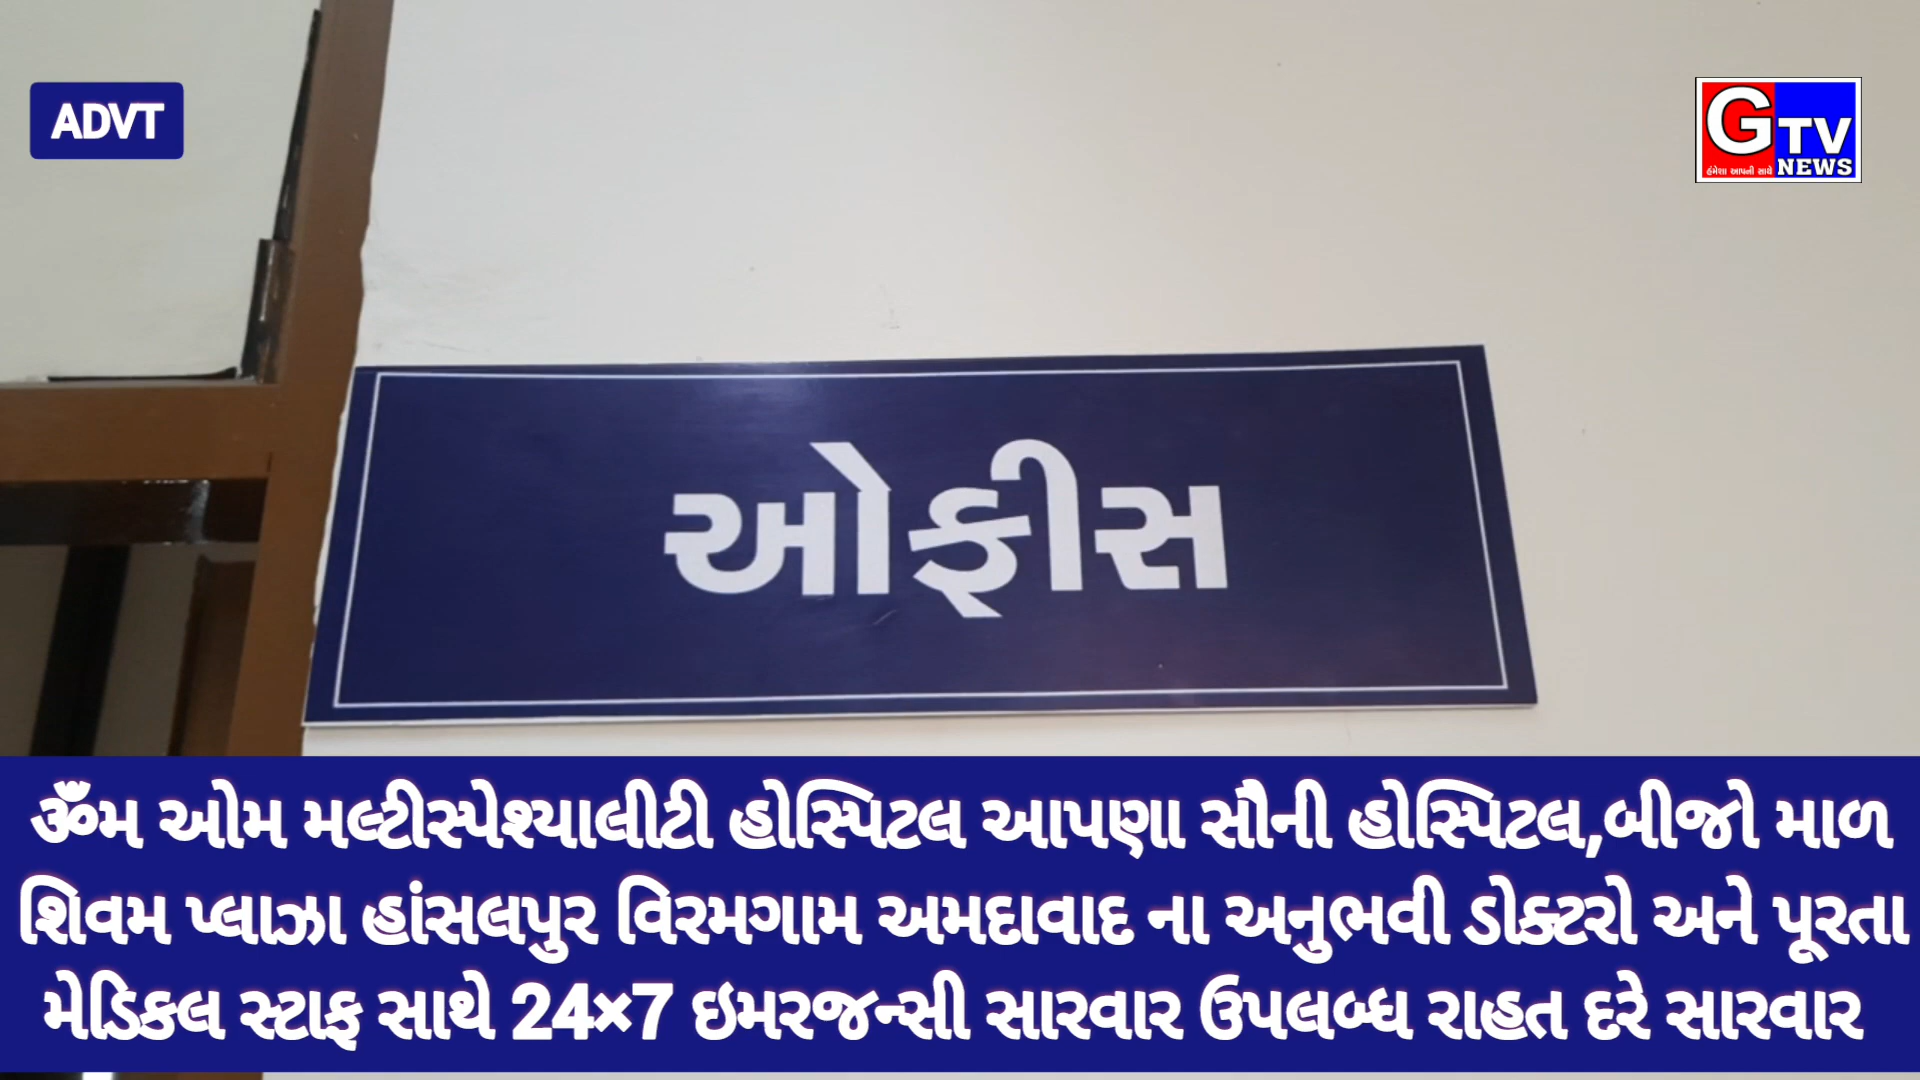 ADVT
G TV
હંમેશા આપની સાથે NEWS
ઓફીસ
ૐમ ઓમ મલ્ટીસ્પેશ્યાલીટી હોસ્પિટલ આપણા સૌની હોસ્પિટલ,બીજો માળ
શિવમ પ્લાઝા હાંસલપુર વિરમગામ અમદાવાદ ના અનુભવી ડોક્ટરો અને પૂરતા
મેડિકલ સ્ટાફ સાથે 24×7 ઇમરજન્સી સારવાર ઉપલબ્ધ રાહત દરે સારવાર